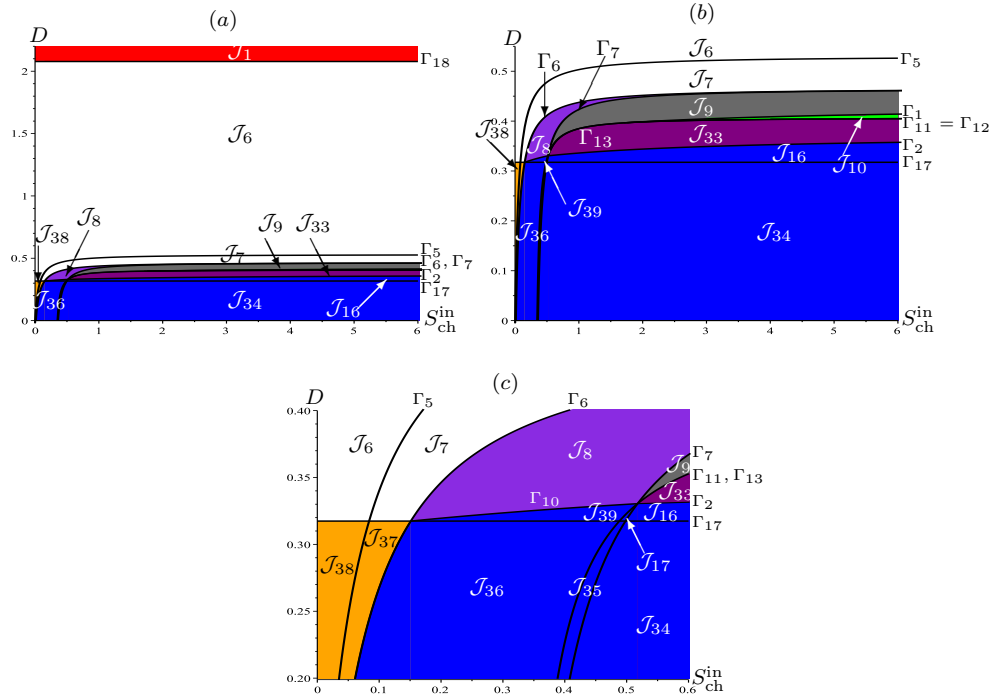 (a)
D
𝒥₁
Γ₁₈
2
𝒥₆
1.5
1
𝒥₃₈
𝒥₈
𝒥₉ 𝒥₃₃
0.5
𝒥₇
Γ₅
Γ₆, Γ₇
Γ₂
Γ₁₇
𝒥₃₆
𝒥₃₄
𝒥₁₆
S_ch^in
0
0 1 2 3 4 5 6
(b)
D
𝒥₆
Γ₆ Γ₇
Γ₅
0.5
𝒥₇
𝒥₉
Γ₁
0.4
Γ₁₁ = Γ₁₂
𝒥₃₈
𝒥₈
Γ₁₃
𝒥₃₃
𝒥₁₆
𝒥₁₀
Γ₂
Γ₁₇
0.3
𝒥₃₉
0.2
𝒥₃₆
𝒥₃₄
0.1
0
S_ch^in
0 1 2 3 4 5 6
(c)
D
Γ₅ Γ₆
0.40
𝒥₆ 𝒥₇
𝒥₈
Γ₇
𝒥₉
Γ₁₁, Γ₁₃
0.35
𝒥₃₃
Γ₁₀
Γ₂
𝒥₃₉
𝒥₁₆
Γ₁₇
𝒥₃₇
0.30
𝒥₃₈
𝒥₁₇
𝒥₃₆
𝒥₃₅
0.25
𝒥₃₄
0.20
S_ch^in
0 0.1 0.2 0.3 0.4 0.5 0.6